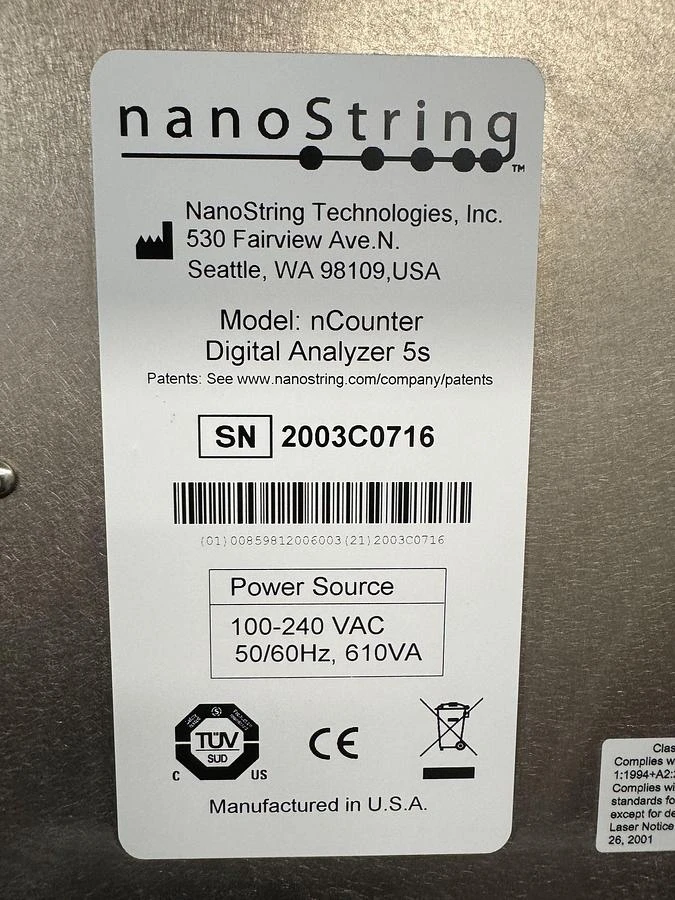 nanoString
TM
NanoString Technologies, Inc.
530 Fairview Ave.N.
Seattle, WA 98109,USA
Model: nCounter
Digital Analyzer 5s
Patents: See www.nanostring.com/company/patents
SN 2003C0716
(01)00859812006003(21)2003C0716
Power Source
100-240 VAC
50/60Hz, 610VA
TÜV
SÜD
C US
CE
Manufactured in U.S.A.
Clas
Complies w
1:1994+A2:
Complies wi
standards fo
except for de
Laser Notice
26, 2001